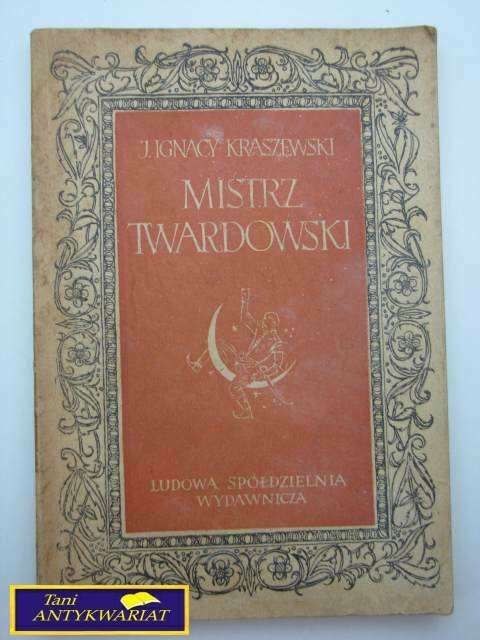 J. IGNACY KRASZEWSKI
MISTRZ
TWARDOWSKI
LUDOWA SPÓŁDZIELNIA
WYDAWNICZA
Tani
ANTYKWARIAT